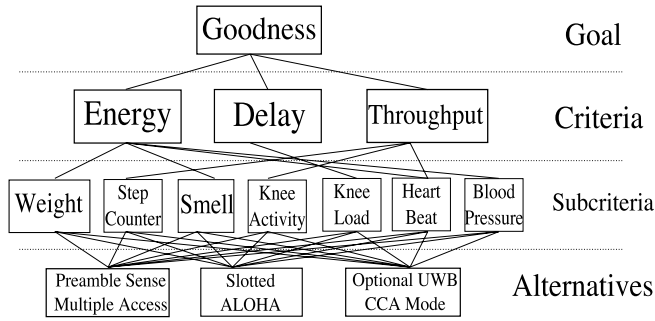 Goodness
Goal
Energy
Delay
Throughput
Criteria
Weight
Step
Counter
Smell
Knee
Activity
Knee
Load
Heart
Beat
Blood
Pressure
Subcriteria
Preamble Sense
Multiple Access
Slotted
ALOHA
Optional UWB
CCA Mode
Alternatives